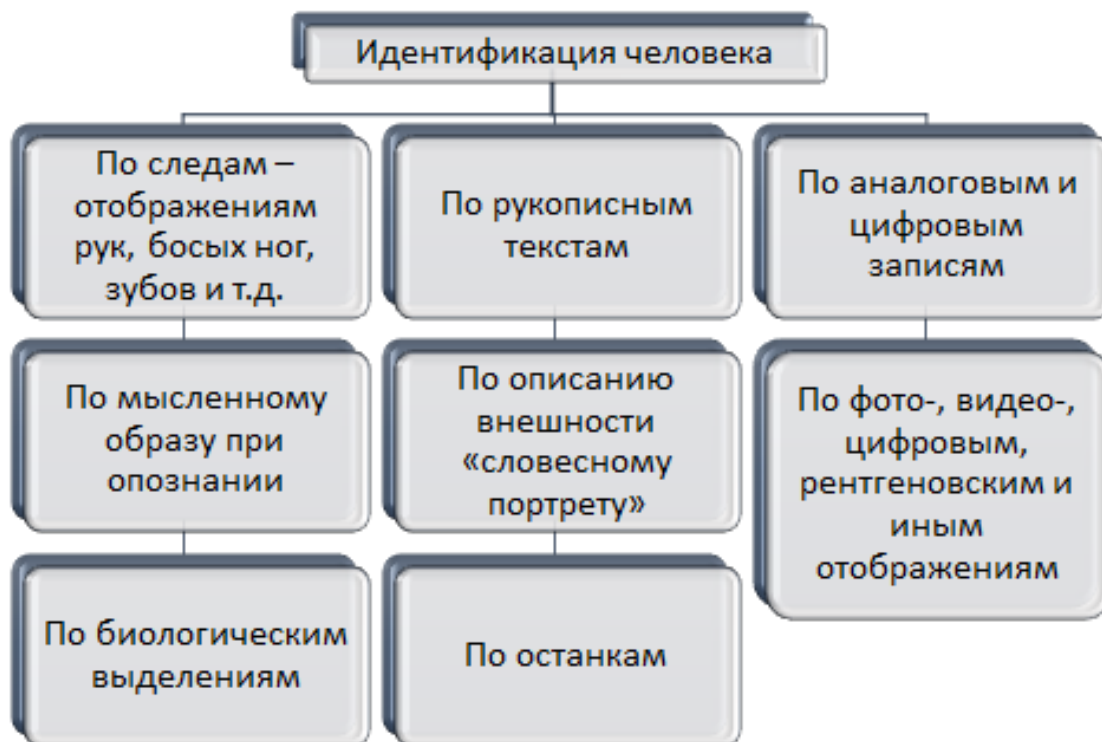 Идентификация человека
По следам –
отображениям
рук, босых ног,
зубов и т.д.
По рукописным
текстам
По аналоговым и
цифровым
записям
По мысленному
образу при
опознании
По описанию
внешности
«словесному
портрету»
По фото-, видео-,
цифровым,
рентгеновским и
иным
отображениям
По биологическим
выделениям
По останкам